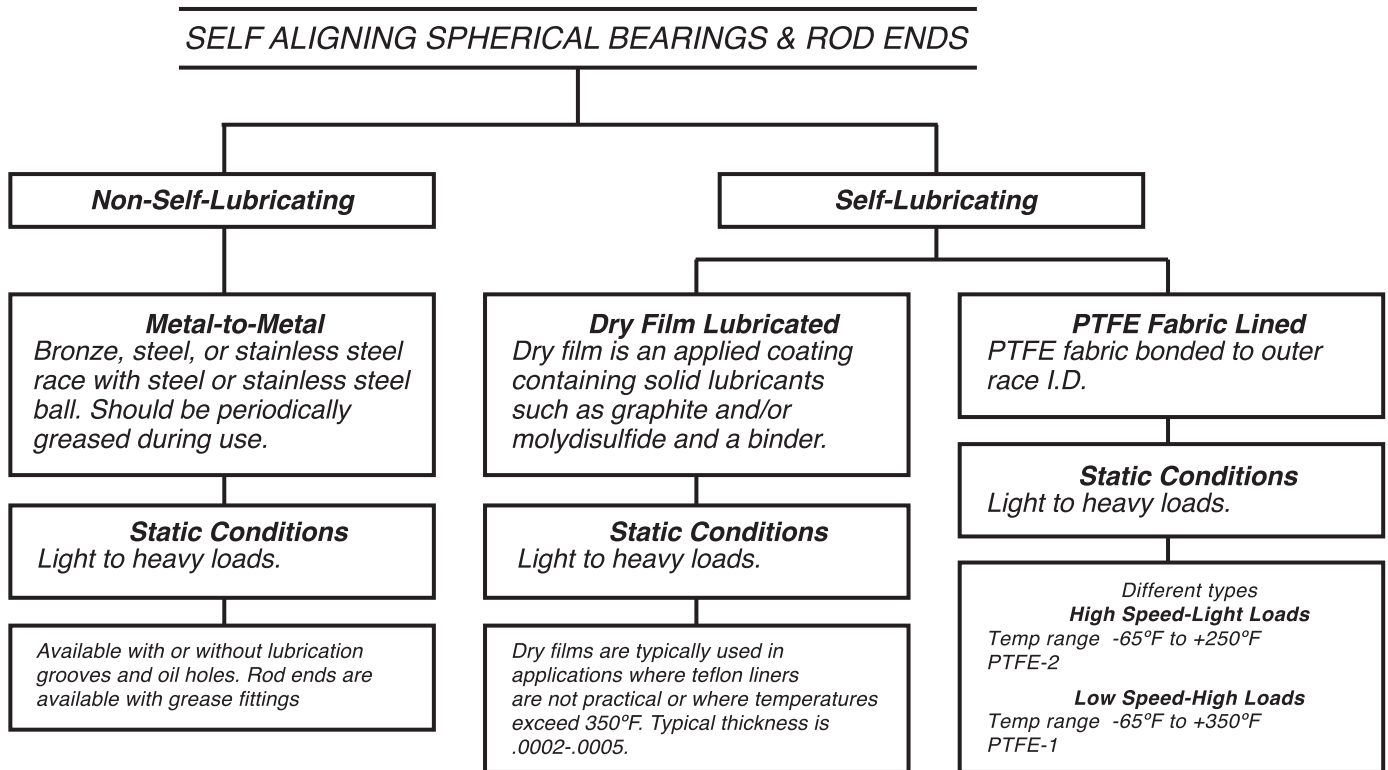 SELF ALIGNING SPHERICAL BEARINGS & ROD ENDS
Non-Self-Lubricating
Metal-to-Metal
Bronze, steel, or stainless steel
race with steel or stainless steel
ball. Should be periodically
greased during use.
Static Conditions
Light to heavy loads.
Available with or without lubrication
grooves and oil holes. Rod ends are
available with grease fittings
Self-Lubricating
Dry Film Lubricated
Dry film is an applied coating
containing solid lubricants
such as graphite and/or
molydisulfide and a binder.
Static Conditions
Light to heavy loads.
Dry films are typically used in
applications where teflon liners
are not practical or where temperatures
exceed 350ºF. Typical thickness is
.0002-.0005.
PTFE Fabric Lined
PTFE fabric bonded to outer
race I.D.
Static Conditions
Light to heavy loads.
Different types
High Speed-Light Loads
Temp range -65ºF to +250ºF
PTFE-2
Low Speed-High Loads
Temp range -65ºF to +350ºF
PTFE-1